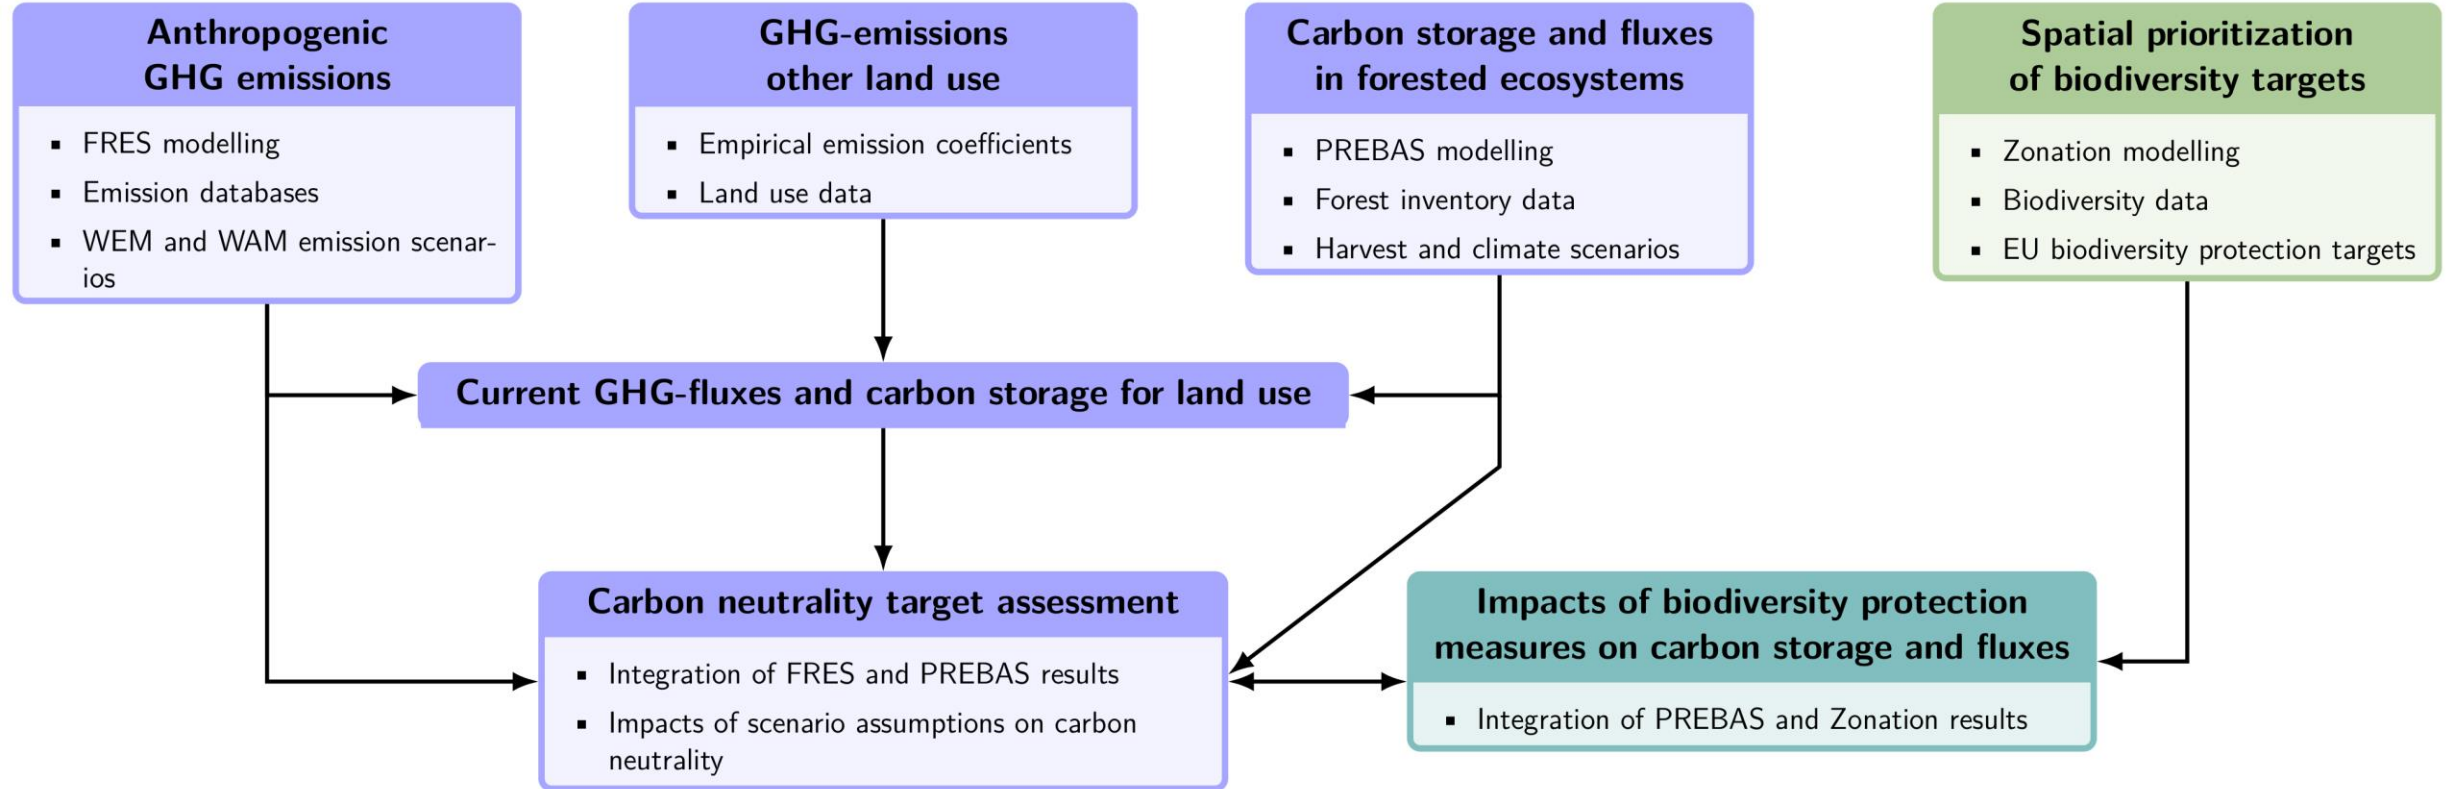 Anthropogenic
GHG emissions
▪ FRES modelling
▪ Emission databases
▪ WEM and WAM emission scenar-
ios
GHG-emissions
other land use
▪ Empirical emission coefficients
▪ Land use data
Carbon storage and fluxes
in forested ecosystems
▪ PREBAS modelling
▪ Forest inventory data
▪ Harvest and climate scenarios
Spatial prioritization
of biodiversity targets
▪ Zonation modelling
▪ Biodiversity data
▪ EU biodiversity protection targets
Current GHG-fluxes and carbon storage for land use
Carbon neutrality target assessment
▪ Integration of FRES and PREBAS results
▪ Impacts of scenario assumptions on carbon
neutrality
Impacts of biodiversity protection
measures on carbon storage and fluxes
▪ Integration of PREBAS and Zonation results